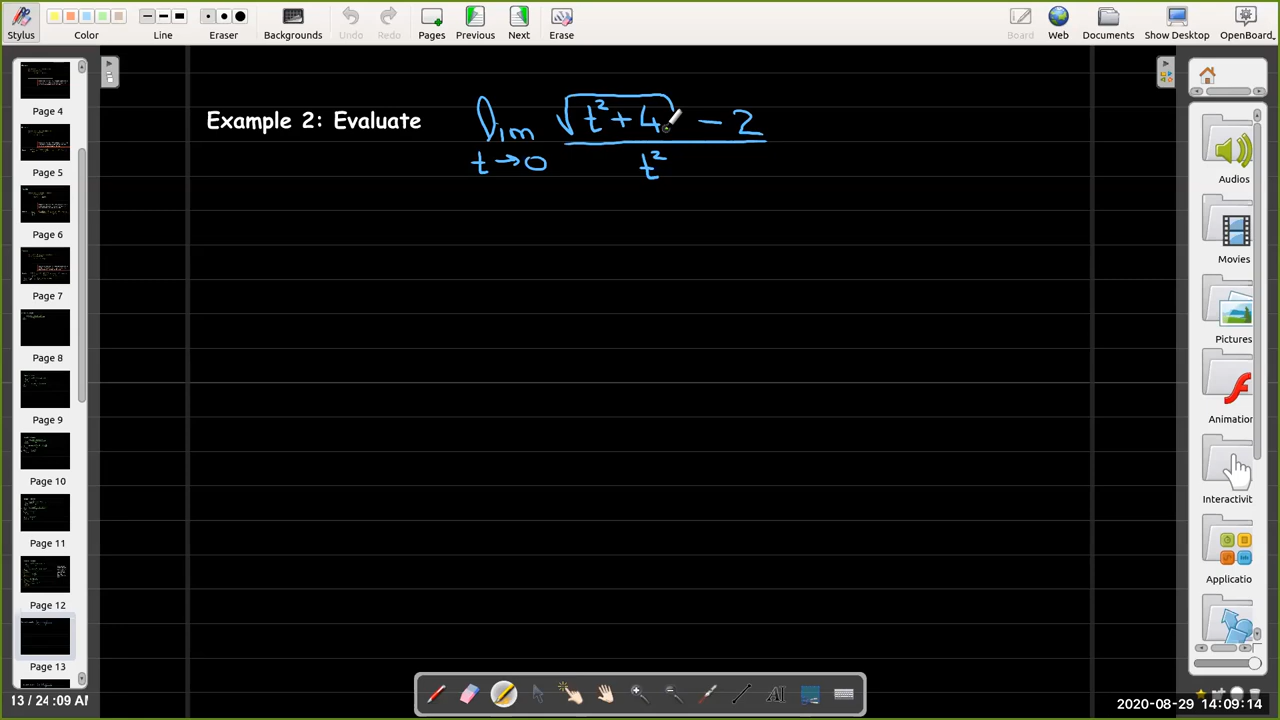 Stylus Color Line Eraser Backgrounds Undo Redo Pages Previous Next Erase Board Web Documents Show Desktop OpenBoard
Example 2: Evaluate lim t→0 (√(t²+4) − 2) / t²
Page 4
Page 5
Page 6
Page 7
Page 8
Page 9
Page 10
Page 11
Page 12
Page 13
Audios
Movies
Pictures
Animation
Interactivit
Applicatio
13 / 24
:09 AM
2020-08-29 14:09:14